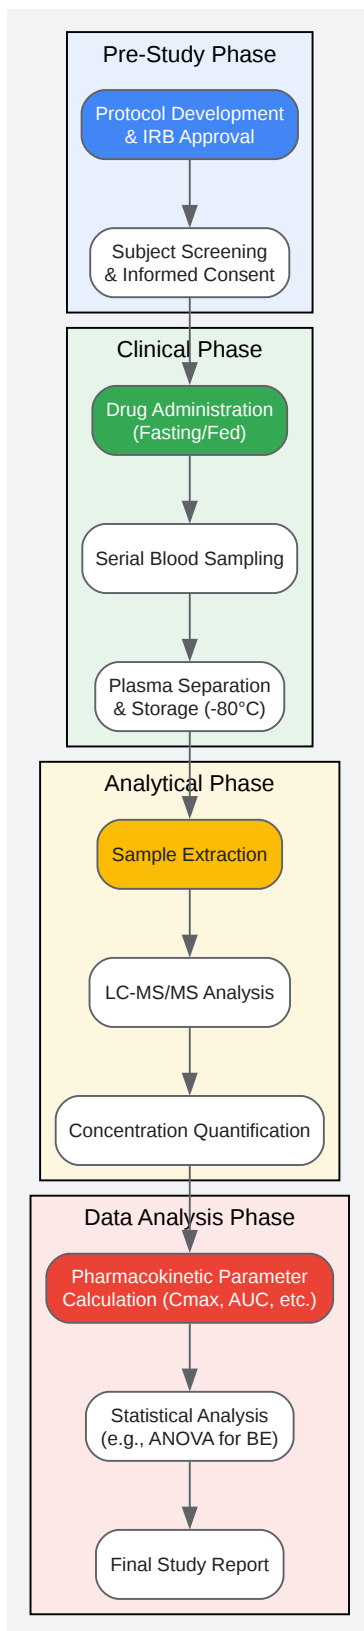 Pre-Study Phase
Protocol Development
& IRB Approval
Subject Screening
& Informed Consent
Clinical Phase
Drug Administration
(Fasting/Fed)
Serial Blood Sampling
Plasma Separation
& Storage (-80°C)
Analytical Phase
Sample Extraction
LC-MS/MS Analysis
Concentration Quantification
Data Analysis Phase
Pharmacokinetic Parameter
Calculation (Cmax, AUC, etc.)
Statistical Analysis
(e.g., ANOVA for BE)
Final Study Report